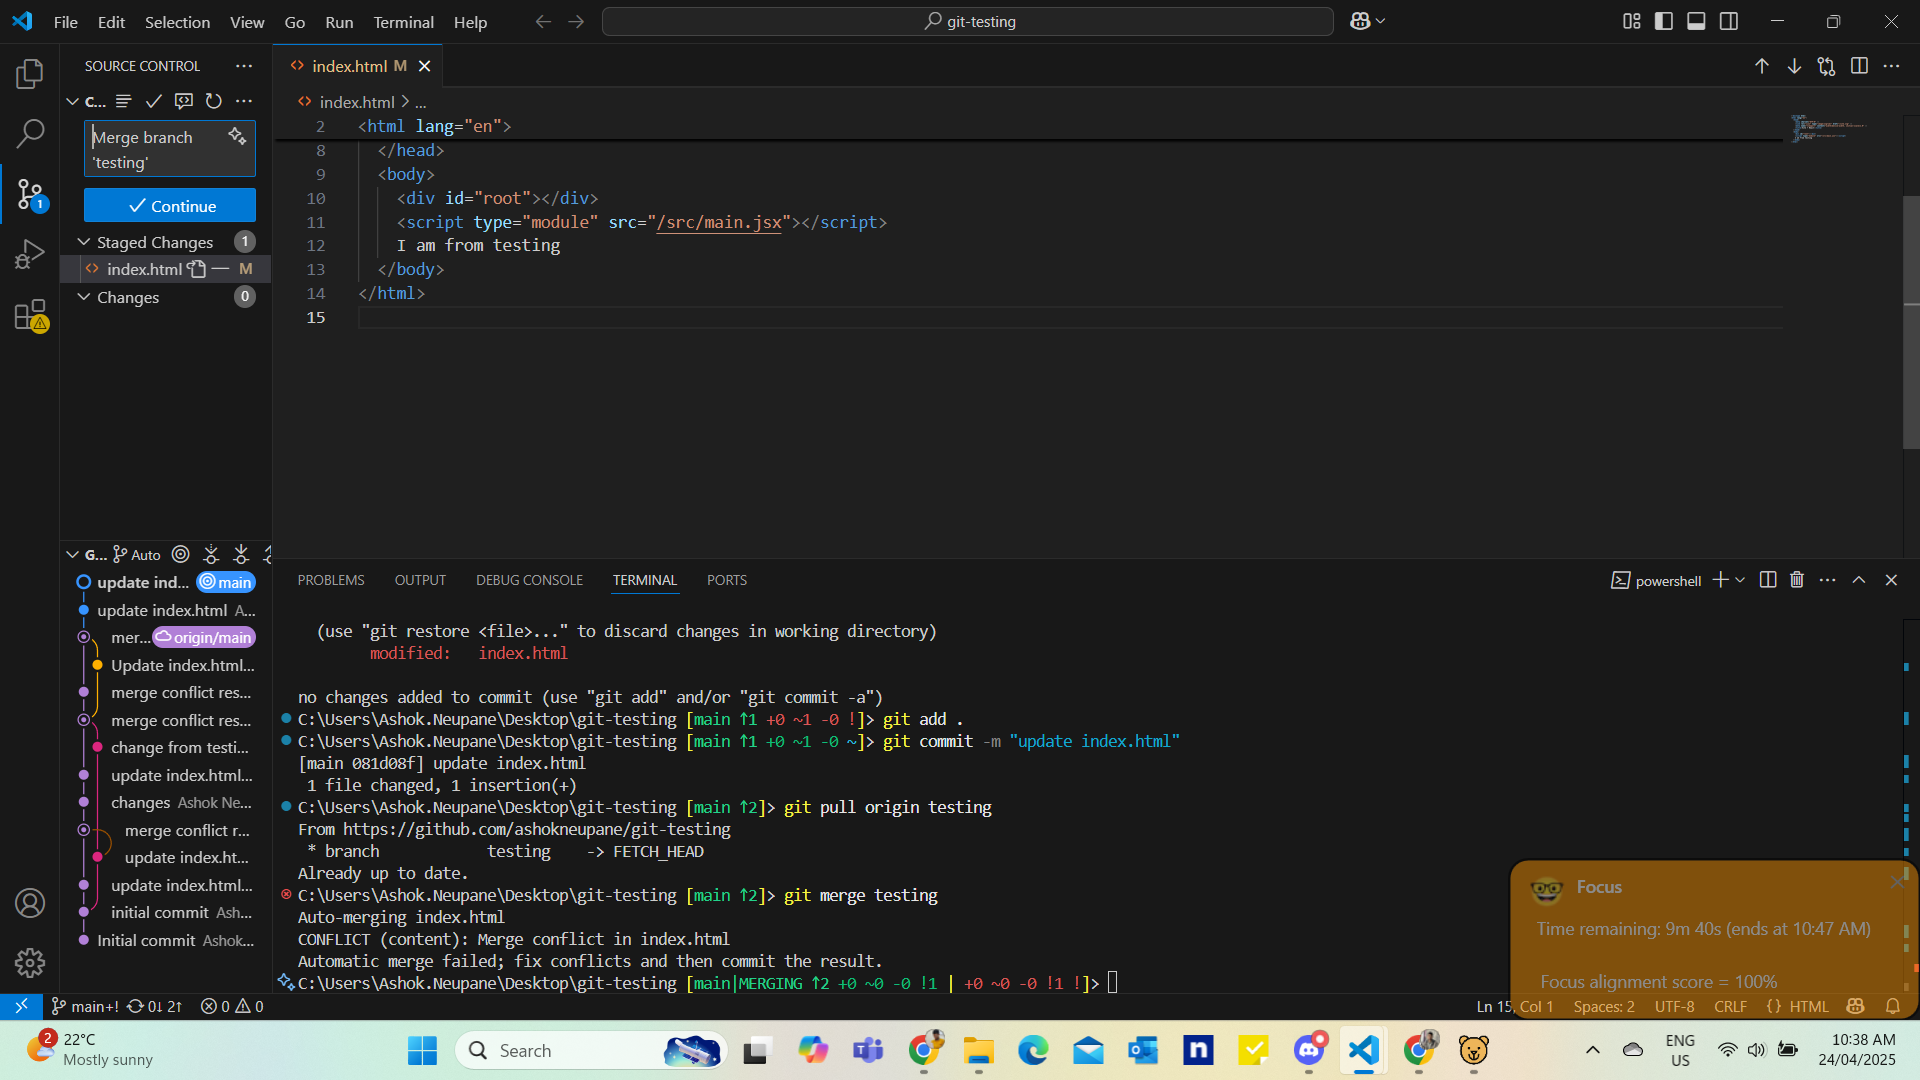 File Edit Selection View Go Run Terminal Help
git-testing
SOURCE CONTROL
C...
Merge branch
'testing'
Continue
Staged Changes 1
index.html M
Changes 0
1
index.html M
index.html > ...
2 <html lang="en">
8 </head>
9 <body>
10 <div id="root"></div>
11 <script type="module" src="/src/main.jsx"></script>
12 I am from testing
13 </body>
14 </html>
15
G... Auto
update ind... main
update index.html A...
mer... origin/main
Update index.html...
merge conflict res...
merge conflict res...
change from testi...
update index.html...
changes Ashok Ne...
merge conflict r...
update index.ht...
update index.html...
initial commit Ash...
Initial commit Ashok...
PROBLEMS OUTPUT DEBUG CONSOLE TERMINAL PORTS
powershell
(use "git restore <file>..." to discard changes in working directory)
modified: index.html
no changes added to commit (use "git add" and/or "git commit -a")
C:\Users\Ashok.Neupane\Desktop\git-testing [main ↑1 +0 ~1 -0 !]> git add .
C:\Users\Ashok.Neupane\Desktop\git-testing [main ↑1 +0 ~1 -0 ~]> git commit -m "update index.html"
[main 081d08f] update index.html
1 file changed, 1 insertion(+)
C:\Users\Ashok.Neupane\Desktop\git-testing [main ↑2]> git pull origin testing
From https://github.com/ashokneupane/git-testing
* branch testing -> FETCH_HEAD
Already up to date.
C:\Users\Ashok.Neupane\Desktop\git-testing [main ↑2]> git merge testing
Auto-merging index.html
CONFLICT (content): Merge conflict in index.html
Automatic merge failed; fix conflicts and then commit the result.
C:\Users\Ashok.Neupane\Desktop\git-testing [main|MERGING ↑2 +0 ~0 -0 !1 | +0 ~0 -0 !1 !]>
Focus
Time remaining: 9m 40s (ends at 10:47 AM)
Focus alignment score = 100%
main+! 0↓ 2↑ 0 0
Ln 15, Col 1 Spaces: 2 UTF-8 CRLF {} HTML
2
22°C
Mostly sunny
Search
ENG
US
10:38 AM
24/04/2025